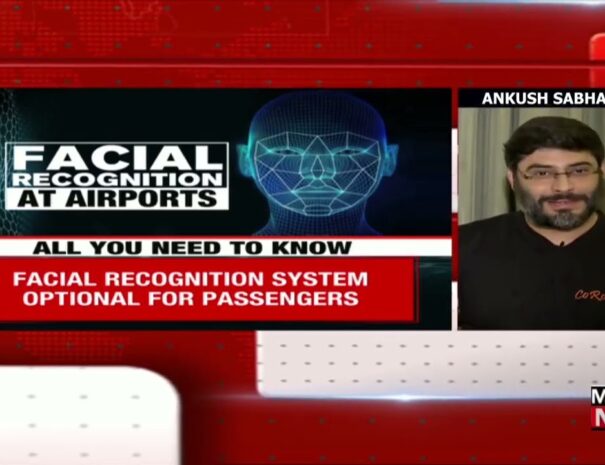 FACIAL
RECOGNITION
AT AIRPORTS
ALL YOU NEED TO KNOW
FACIAL RECOGNITION SYSTEM
OPTIONAL FOR PASSENGERS
ANKUSH SABHA